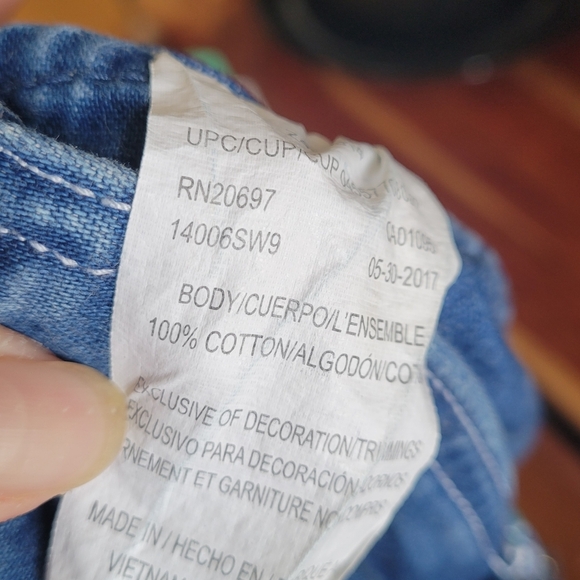 UPC/CUP/CUP
RN20697
14006SW9
05-30-2017
BODY/CUERPO/L'ENSEMBLE
100% COTTON/ALGODÓN/CO
EXCLUSIVE OF DECORATION/TRIMMINGS
EXCLUSIVO PARA DECORACIÓN
ORNEMENT ET GARNITURE
MADE IN / HECHO EN /
VIETNAM